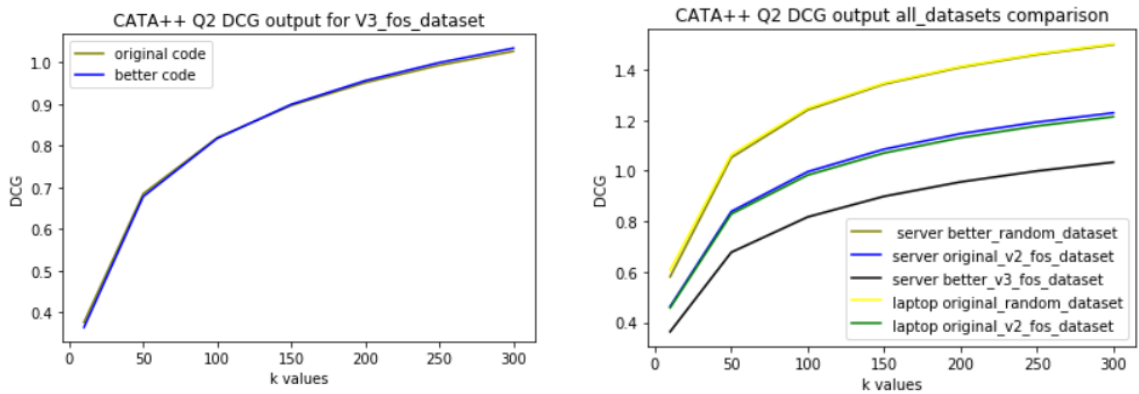 CATA++ Q2 DCG output for V3_fos_dataset
original code
better code
DCG
1.0
0.9
0.8
0.7
0.6
0.5
0.4
0 50 100 150 200 250 300
k values
CATA++ Q2 DCG output all_datasets comparison
DCG
1.4
1.2
1.0
0.8
0.6
0.4
server better_random_dataset
server original_v2_fos_dataset
server better_v3_fos_dataset
laptop original_random_dataset
laptop original_v2_fos_dataset
0 50 100 150 200 250 300
k values